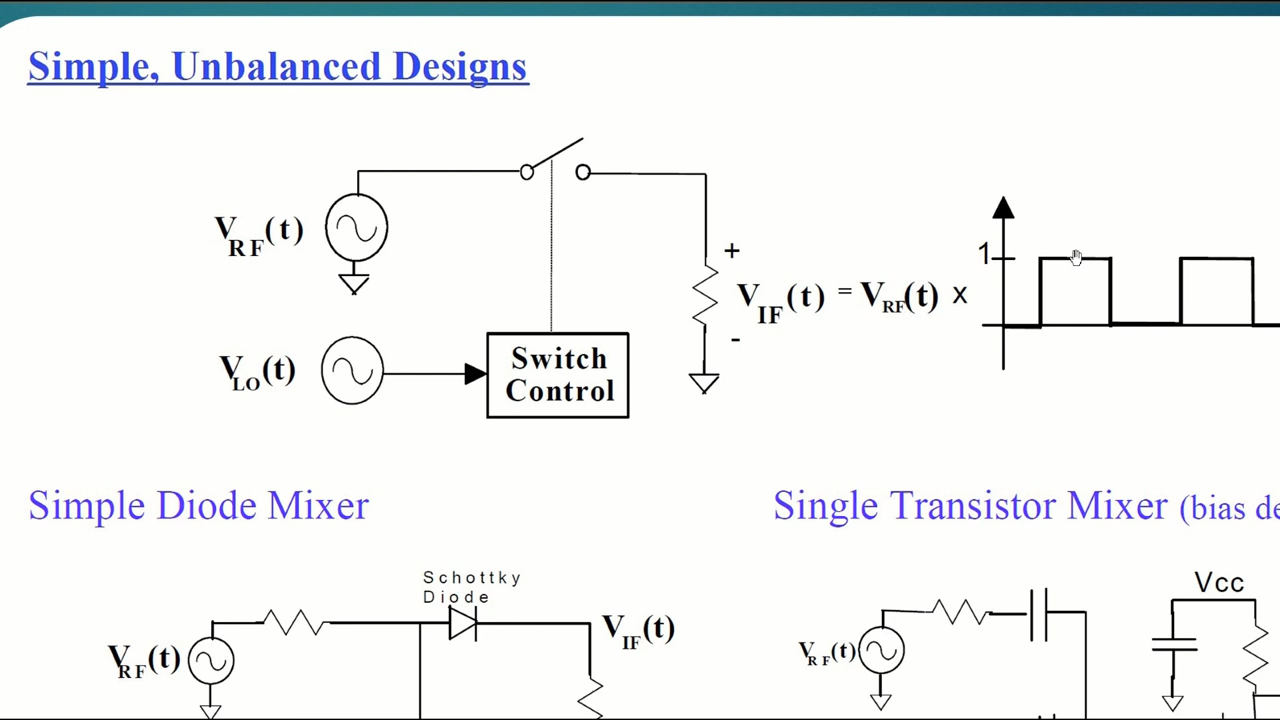 Simple, Unbalanced Designs
V_RF(t)
+
1
V_IF(t) = V_RF(t) x
-
V_LO(t)
Switch
Control
Simple Diode Mixer
Single Transistor Mixer (bias de
Schottky
Diode
Vcc
V_IF(t)
V_RF(t)
V_RF(t)